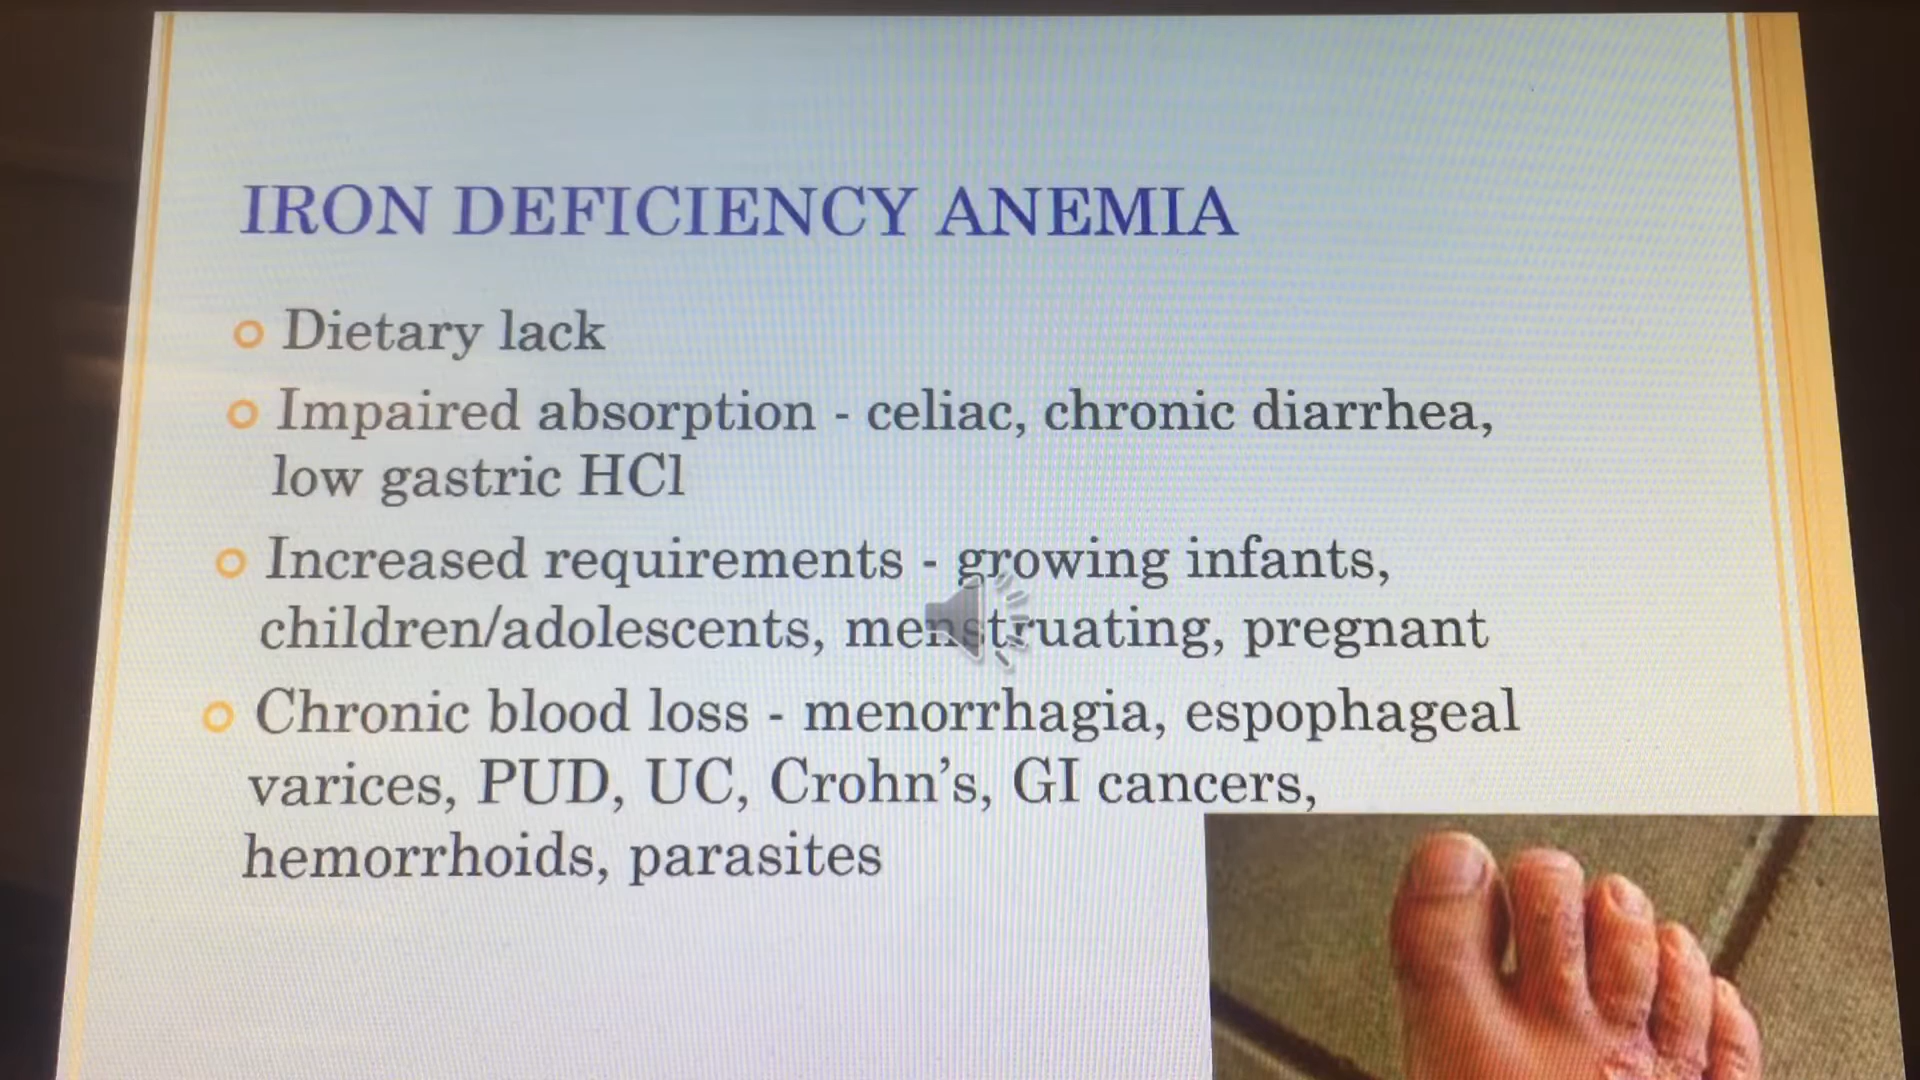 IRON DEFICIENCY ANEMIA
Dietary lack
Impaired absorption - celiac, chronic diarrhea,
low gastric HCl
Increased requirements - growing infants,
children/adolescents, menstruating, pregnant
Chronic blood loss - menorrhagia, espophageal
varices, PUD, UC, Crohn's, GI cancers,
hemorrhoids, parasites